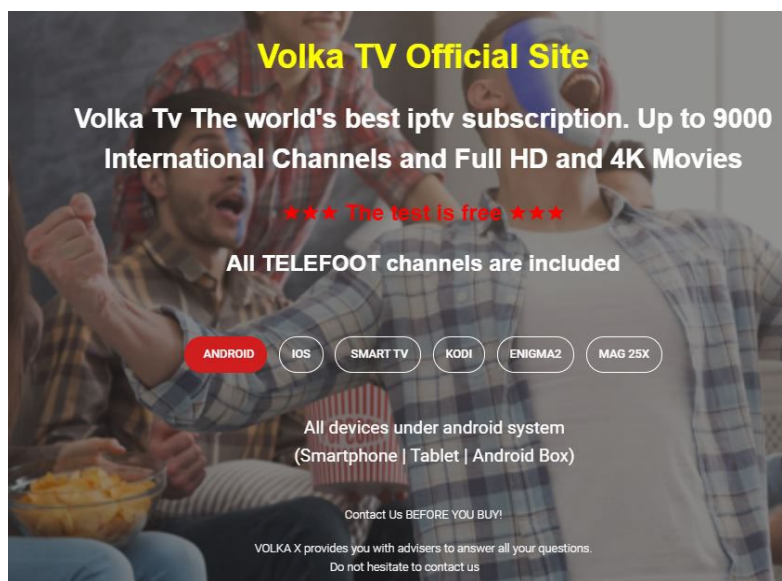 Volka TV Official Site
Volka Tv The world's best iptv subscription. Up to 9000
International Channels and Full HD and 4K Movies
★★★ The test is free ★★★
All TELEFOOT channels are included
ANDROID IOS SMART TV KODI ENIGMA2 MAG 25X
All devices under android system
(Smartphone | Tablet | Android Box)
Contact Us BEFORE YOU BUY!
VOLKA X provides you with advisers to answer all your questions.
Do not hesitate to contact us